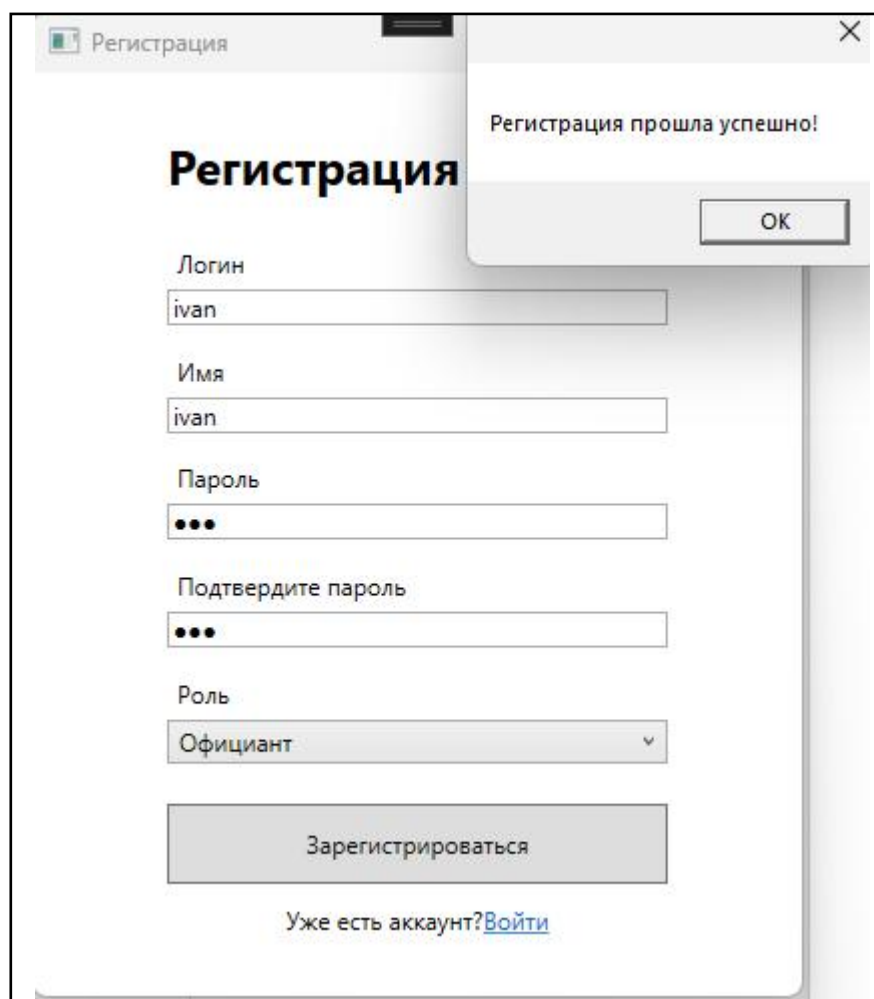 Регистрация
Регистрация прошла успешно!
OK
Регистрация
Логин
ivan
Имя
ivan
Пароль
•••
Подтвердите пароль
•••
Роль
Официант
Зарегистрироваться
Уже есть аккаунт?Войти